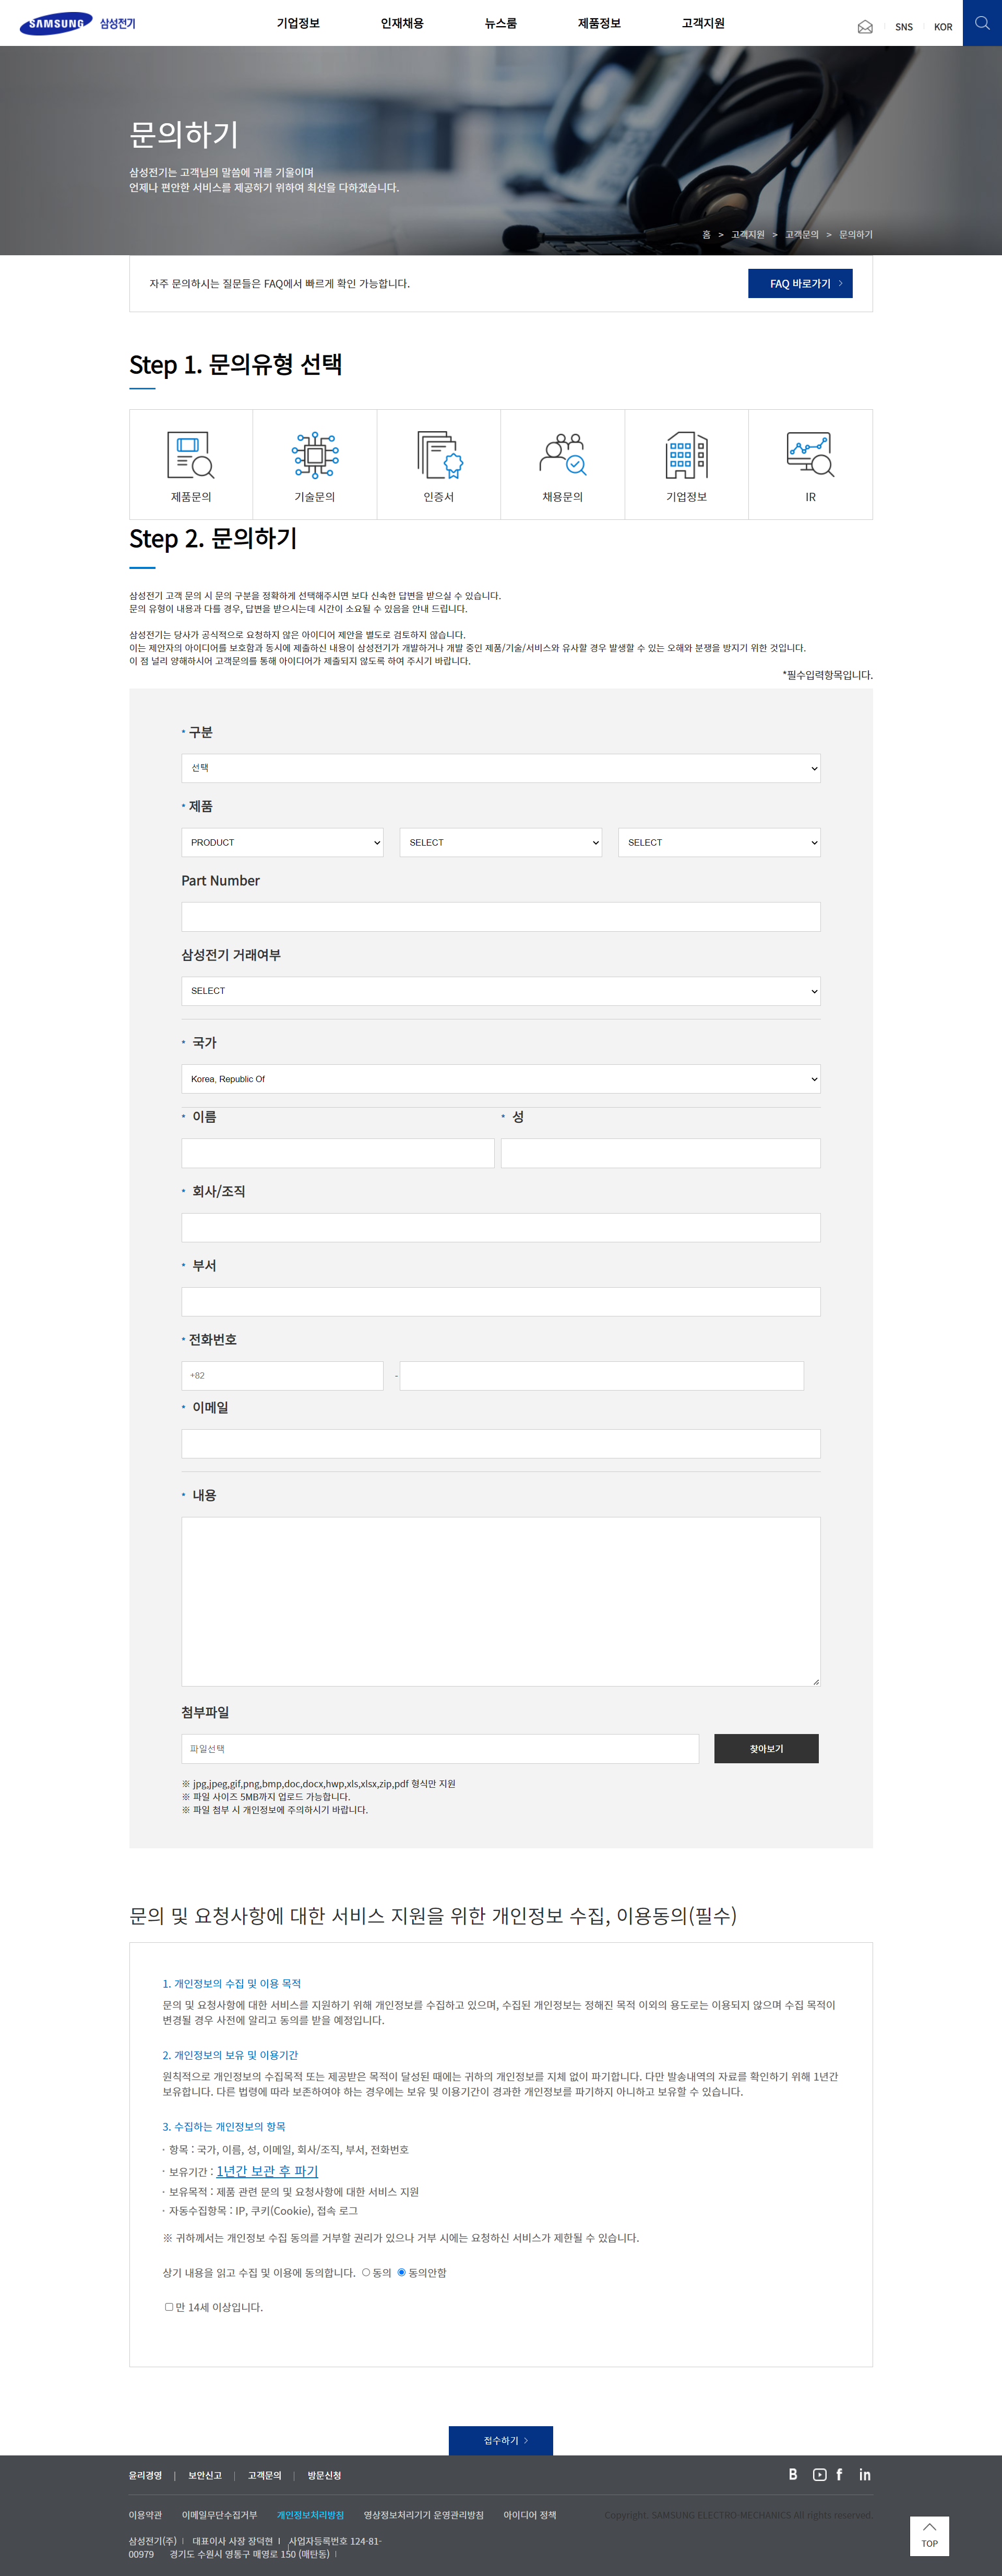 SAMSUNG 삼성전기
기업정보 인재채용 뉴스룸 제품정보 고객지원
SNS KOR
문의하기
삼성전기는 고객님의 말씀에 귀를 기울이며
언제나 편안한 서비스를 제공하기 위하여 최선을 다하겠습니다.
홈 > 고객지원 > 고객문의 > 문의하기
자주 문의하시는 질문들은 FAQ에서 빠르게 확인 가능합니다.
FAQ 바로가기
Step 1. 문의유형 선택
제품문의 기술문의 인증서 채용문의 기업정보 IR
Step 2. 문의하기
삼성전기 고객 문의 시 문의 구분을 정확하게 선택해주시면 보다 신속한 답변을 받으실 수 있습니다.
문의 유형이 내용과 다를 경우, 답변을 받으시는데 시간이 소요될 수 있음을 안내 드립니다.
삼성전기는 당사가 공식적으로 요청하지 않은 아이디어 제안을 별도로 검토하지 않습니다.
이는 제안자의 아이디어를 보호함과 동시에 제출하신 내용이 삼성전기가 개발하거나 개발 중인 제품/기술/서비스와 유사할 경우 발생할 수 있는 오해와 분쟁을 방지기 위한 것입니다.
이 점 널리 양해하시어 고객문의를 통해 아이디어가 제출되지 않도록 하여 주시기 바랍니다.
*필수입력항목입니다.
* 구분
선택
* 제품
PRODUCT SELECT SELECT
Part Number
삼성전기 거래여부
SELECT
* 국가
Korea, Republic Of
* 이름 * 성
* 회사/조직
* 부서
* 전화번호
+82 -
* 이메일
* 내용
첨부파일
파일선택 찾아보기
※ jpg,jpeg,gif,png,bmp,doc,docx,hwp,xls,xlsx,zip,pdf 형식만 지원
※ 파일 사이즈 5MB까지 업로드 가능합니다.
※ 파일 첨부 시 개인정보에 주의하시기 바랍니다.
문의 및 요청사항에 대한 서비스 지원을 위한 개인정보 수집, 이용동의(필수)
1. 개인정보의 수집 및 이용 목적
문의 및 요청사항에 대한 서비스를 지원하기 위해 개인정보를 수집하고 있으며, 수집된 개인정보는 정해진 목적 이외의 용도로는 이용되지 않으며 수집 목적이
변경될 경우 사전에 알리고 동의를 받을 예정입니다.
2. 개인정보의 보유 및 이용기간
원칙적으로 개인정보의 수집목적 또는 제공받은 목적이 달성된 때에는 귀하의 개인정보를 지체 없이 파기합니다. 다만 발송내역의 자료를 확인하기 위해 1년간
보유합니다. 다른 법령에 따라 보존하여야 하는 경우에는 보유 및 이용기간이 경과한 개인정보를 파기하지 아니하고 보유할 수 있습니다.
3. 수집하는 개인정보의 항목
· 항목 : 국가, 이름, 성, 이메일, 회사/조직, 부서, 전화번호
· 보유기간 : 1년간 보관 후 파기
· 보유목적 : 제품 관련 문의 및 요청사항에 대한 서비스 지원
· 자동수집항목 : IP, 쿠키(Cookie), 접속 로그
※ 귀하께서는 개인정보 수집 동의를 거부할 권리가 있으나 거부 시에는 요청하신 서비스가 제한될 수 있습니다.
상기 내용을 읽고 수집 및 이용에 동의합니다. 동의 동의안함
만 14세 이상입니다.
접수하기
윤리경영 보안신고 고객문의 방문신청
이용약관 이메일무단수집거부 개인정보처리방침 영상정보처리기기 운영관리방침 아이디어 정책 Copyright. SAMSUNG ELECTRO-MECHANICS All rights reserved.
삼성전기(주) 대표이사 사장 장덕현 사업자등록번호 124-81-
00979 경기도 수원시 영통구 매영로 150 (매탄동)
TOP